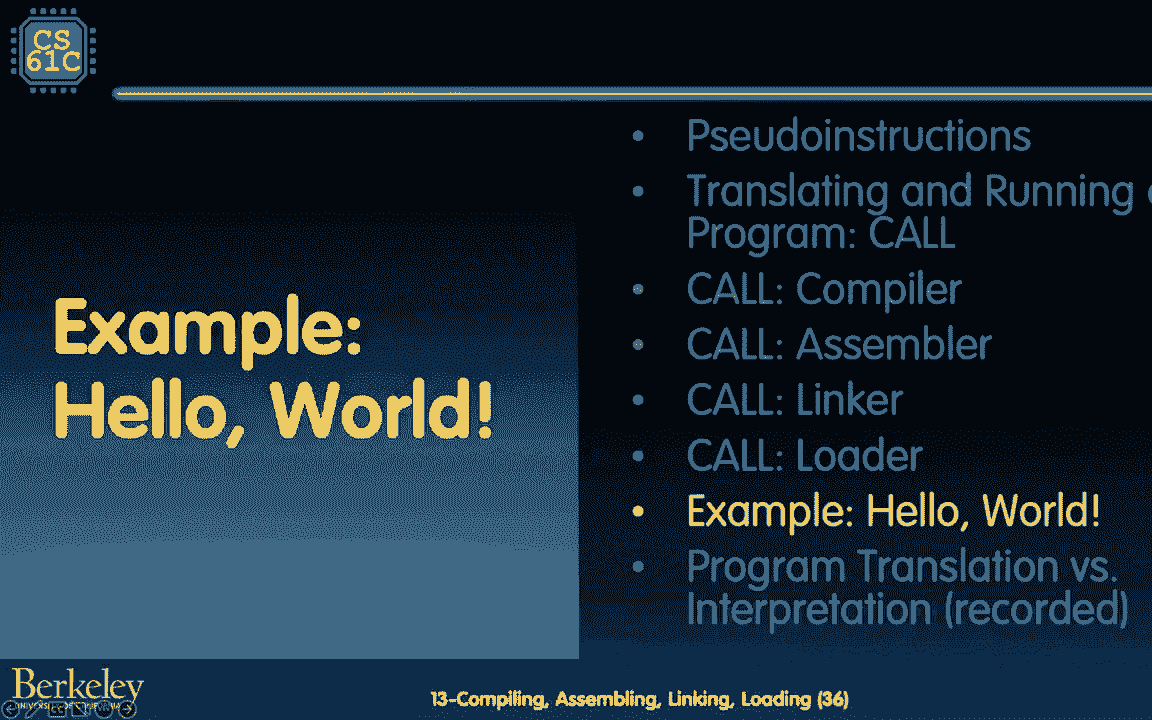 CS
61C
Example:
Hello, World!
• Pseudoinstructions
• Translating and Running
Program: CALL
• CALL: Compiler
• CALL: Assembler
• CALL: Linker
• CALL: Loader
• Example: Hello, World!
• Program Translation vs.
Interpretation (recorded)
Berkeley
UNIVERSITY OF CALIFORNIA
13-Compiling, Assembling, Linking, Loading (36)